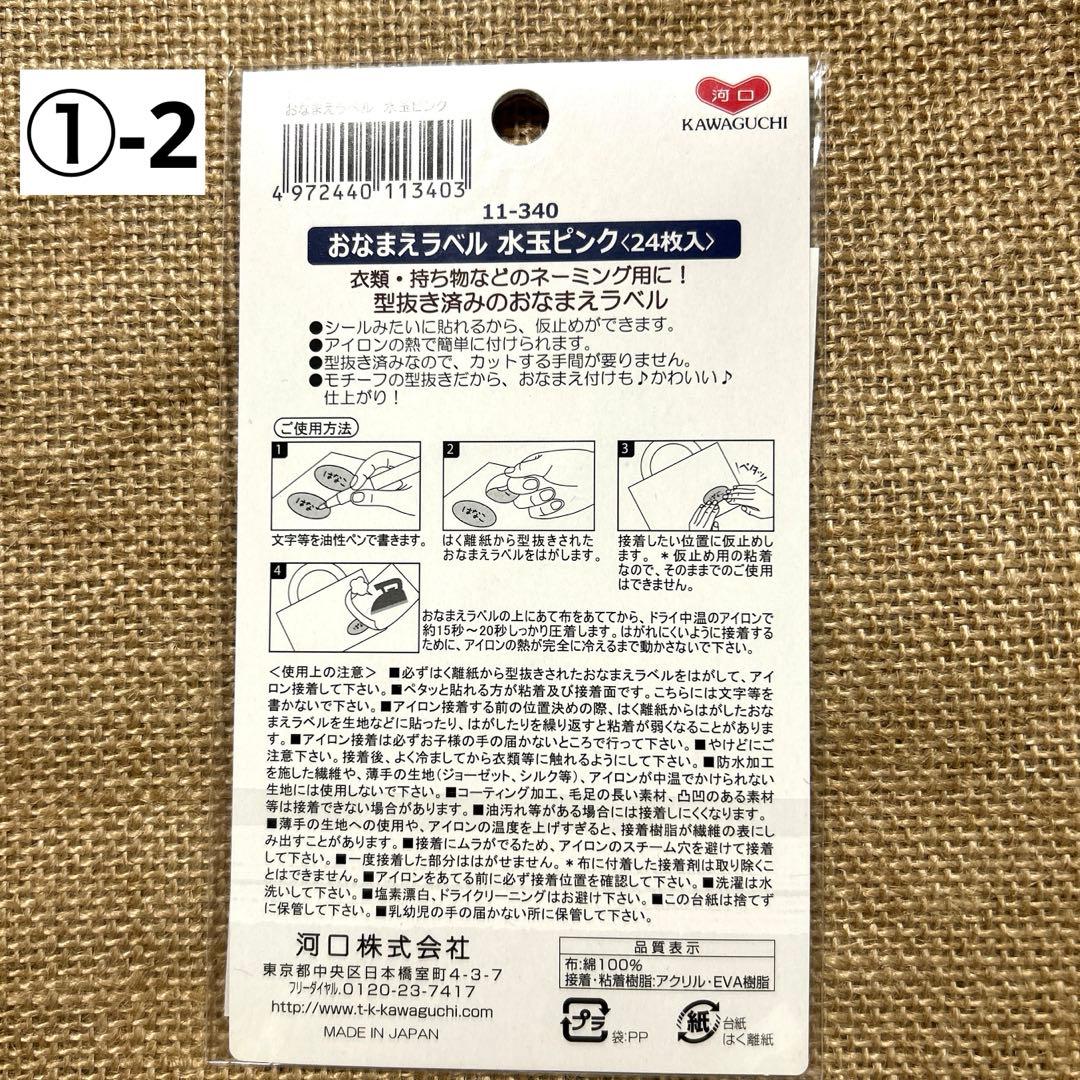 ①-2
おなまえラベル 水玉ピンク
河口
KAWAGUCHI
4 972440 113403
11-340
おなまえラベル 水玉ピンク〈24枚入〉
衣類・持ち物などのネーミング用に！
型抜き済みのおなまえラベル
●シールみたいに貼れるから、仮止めができます。
●アイロンの熱で簡単に付けられます。
●型抜き済みなので、カットする手間が要りません。
●モチーフの型抜きだから、おなまえ付けも♪かわいい♪
仕上がり！
ご使用方法
1
はなこ
はな
文字等を油性ペンで書きます。
2
はなこ
はく離紙から型抜きされた
おなまえラベルをはがします。
3
ペタッ
接着したい位置に仮止めし
ます。＊仮止め用の粘着
なので、そのままでのご使用
はできません。
4
おなまえラベルの上にあて布をあててから、ドライ中温のアイロンで
約15秒〜20秒しっかり圧着します。はがれにくいように接着する
ために、アイロンの熱が完全に冷えるまで動かさないで下さい。
＜使用上の注意＞ ■必ずはく離紙から型抜きされたおなまえラベルをはがして、アイ
ロン接着して下さい。■ペタッと貼れる方が粘着及び接着面です。こちらには文字等を
書かないで下さい。■アイロン接着する前の位置決めの際、はく離紙からはがしたおな
まえラベルを生地などに貼ったり、はがしたりを繰り返すと粘着が弱くなることがありま
す。■アイロン接着は必ずお子様の手の届かないところで行って下さい。■やけどにご
注意下さい。接着後、よく冷ましてから衣類等に触れるようにして下さい。■防水加工
を施した繊維や、薄手の生地（ジョーゼット、シルク等）、アイロンが中温でかけられない
生地には使用しないで下さい。■コーティング加工、毛足の長い素材、凸凹のある素材
等は接着できない場合があります。■油汚れ等がある場合には接着しにくくなります。
■薄手の生地への使用や、アイロンの温度を上げすぎると、接着樹脂が繊維の表にし
み出すことがあります。■接着にムラがでるため、アイロンのスチーム穴を避けて接着
して下さい。■一度接着した部分ははがせません。＊布に付着した接着剤は取り除くこ
とはできません。■アイロンをあてる前に必ず接着位置を確認して下さい。■洗濯は水
洗いして下さい。■塩素漂白、ドライクリーニングはお避け下さい。■この台紙は捨てず
に保管して下さい。■乳幼児の手の届かない所に保管して下さい。
河口株式会社
東京都中央区日本橋室町4-3-7
フリーダイヤル.0120-23-7417
http://www.t-k-kawaguchi.com
MADE IN JAPAN
品質表示
布:綿100%
接着・粘着樹脂:アクリル・EVA樹脂
プラ
袋:PP
紙
台紙
はく離紙